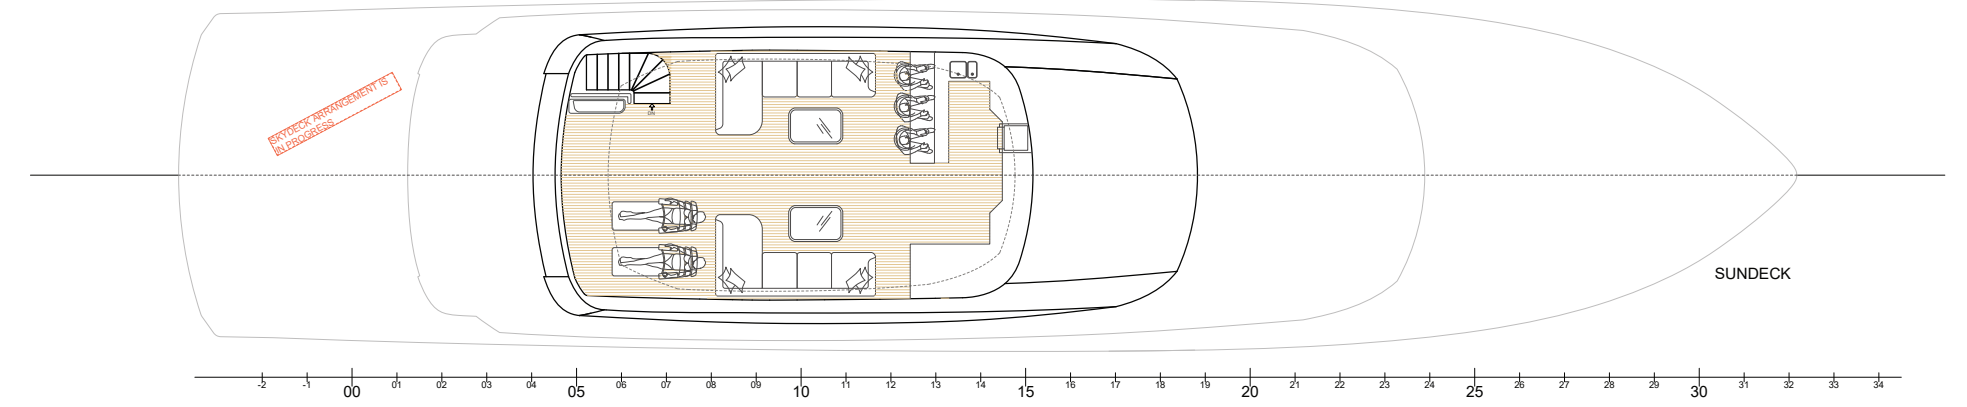 SKYDECK ARRANGEMENT IS
IN PROGRESS
DN
SUNDECK
-2 -1 00 01 02 03 04 05 06 07 08 09 10 11 12 13 14 15 16 17 18 19 20 21 22 23 24 25 26 27 28 29 30 31 32 33 34